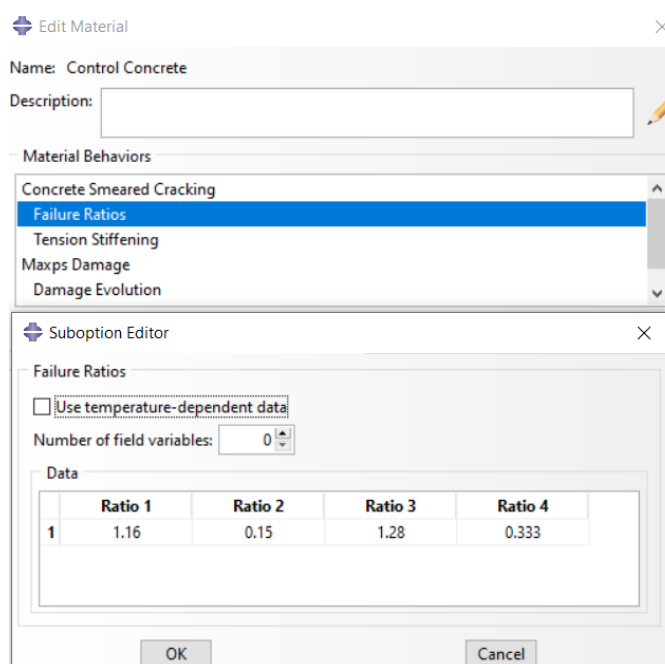 Edit Material
Name: Control Concrete
Description:
Material Behaviors
Concrete Smeared Cracking
Failure Ratios
Tension Stiffening
Maxps Damage
Damage Evolution
Suboption Editor
Failure Ratios
Use temperature-dependent data
Number of field variables: 0
Data
Ratio 1 Ratio 2 Ratio 3 Ratio 4
1 1.16 0.15 1.28 0.333
OK Cancel